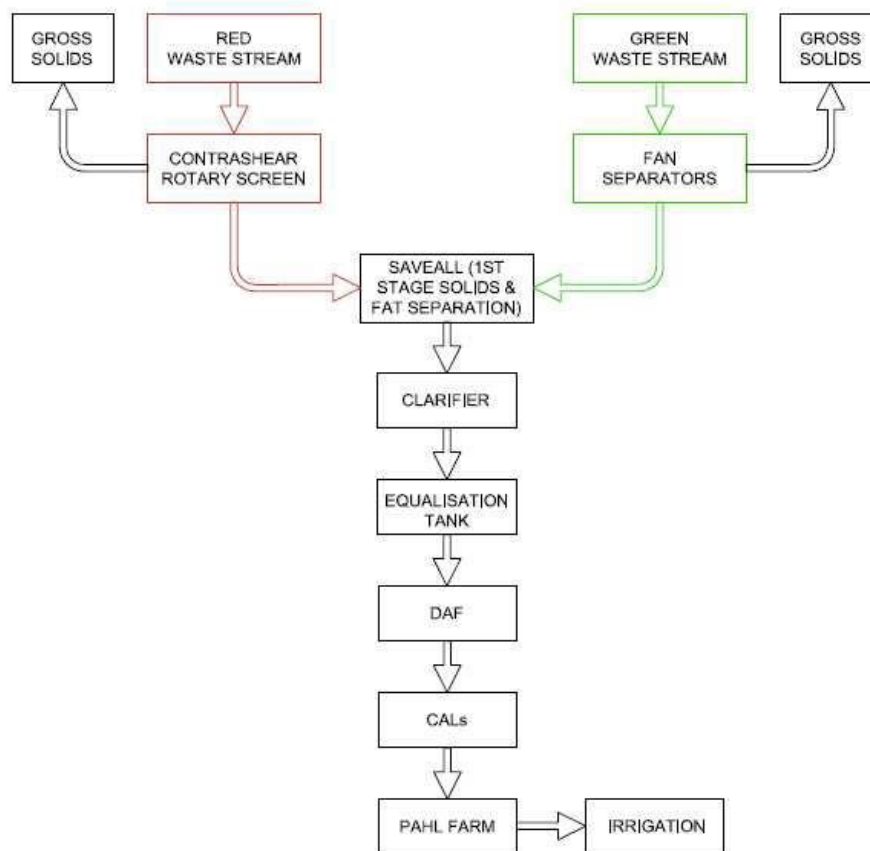 GROSS
SOLIDS
RED
WASTE STREAM
GREEN
WASTE STREAM
GROSS
SOLIDS
CONTRASHEAR
ROTARY SCREEN
FAN
SEPARATORS
SAVEALL (1ST
STAGE SOLIDS &
FAT SEPARATION)
CLARIFIER
EQUALISATION
TANK
DAF
CALs
PAHL FARM
IRRIGATION